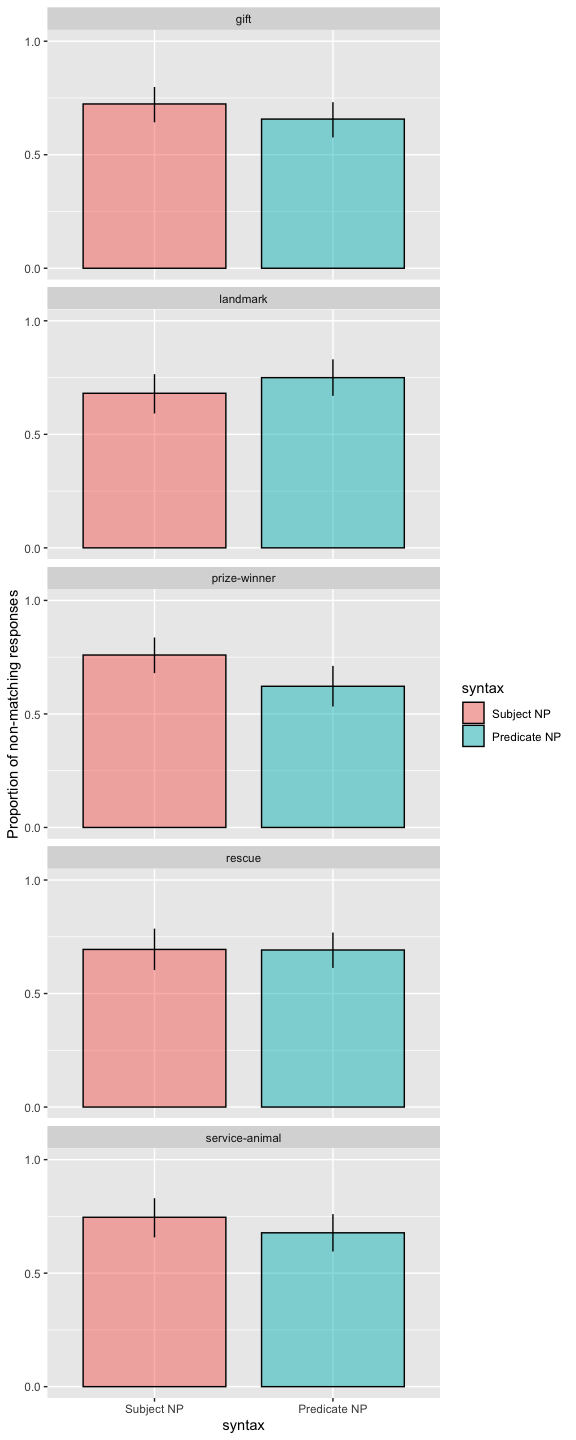 gift
1.0
0.5
0.0
landmark
1.0
0.5
0.0
prize-winner
1.0
0.5
0.0
rescue
1.0
0.5
0.0
service-animal
1.0
0.5
0.0
Subject NP
Predicate NP
syntax
Proportion of non-matching responses
syntax
Subject NP
Predicate NP